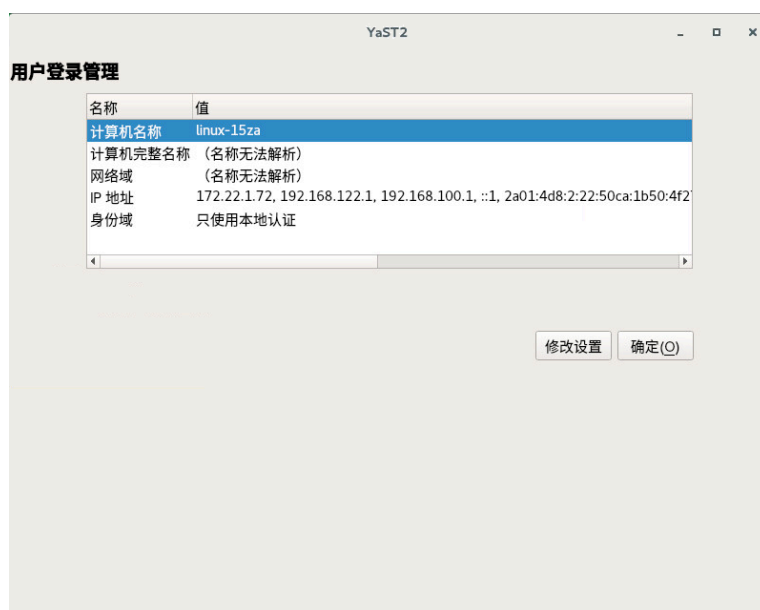 YaST2
用户登录管理
名称 值
计算机名称 linux-15za
计算机完整名称 （名称无法解析）
网络域 （名称无法解析）
IP 地址 172.22.1.72, 192.168.122.1, 192.168.100.1, ::1, 2a01:4d8:2:22:50ca:1b50:4f2
身份域 只使用本地认证
修改设置 确定(O)